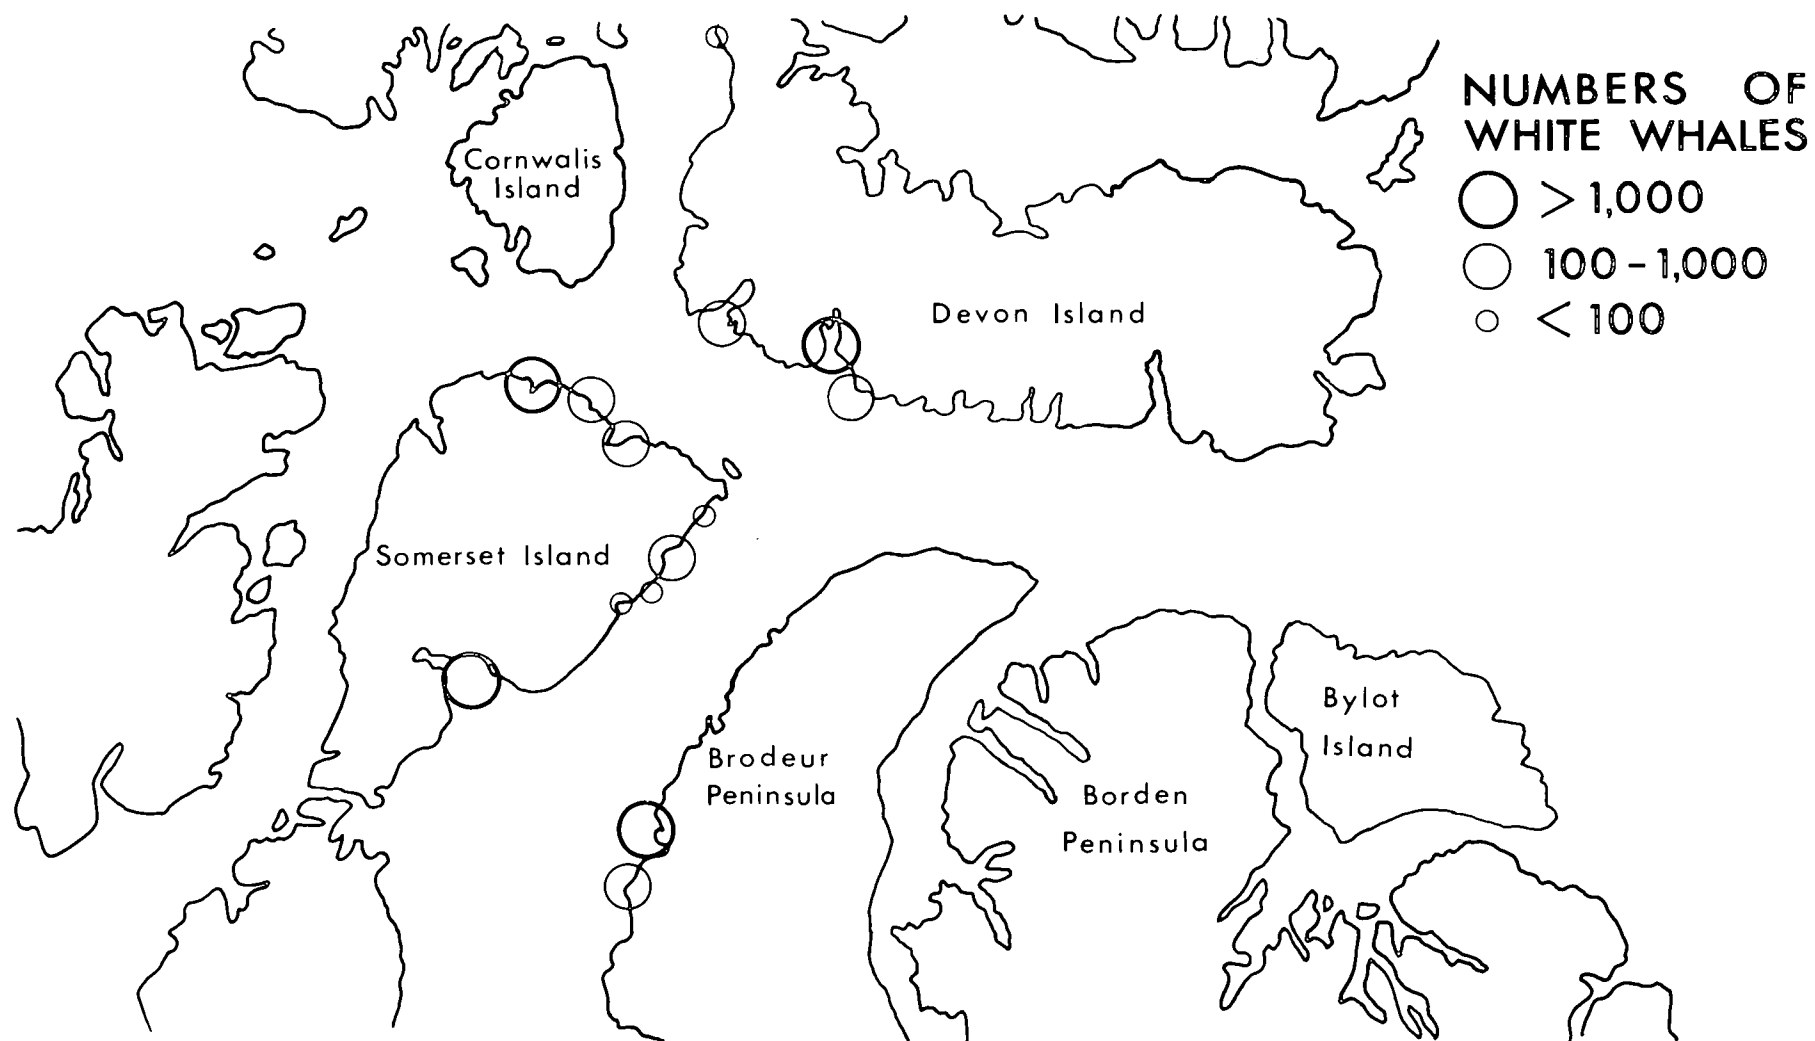 NUMBERS OF
WHITE WHALES
> 1,000
100 – 1,000
< 100
Cornwalis
Island
Devon Island
Somerset Island
Bylot
Island
Brodeur
Peninsula
Borden
Peninsula